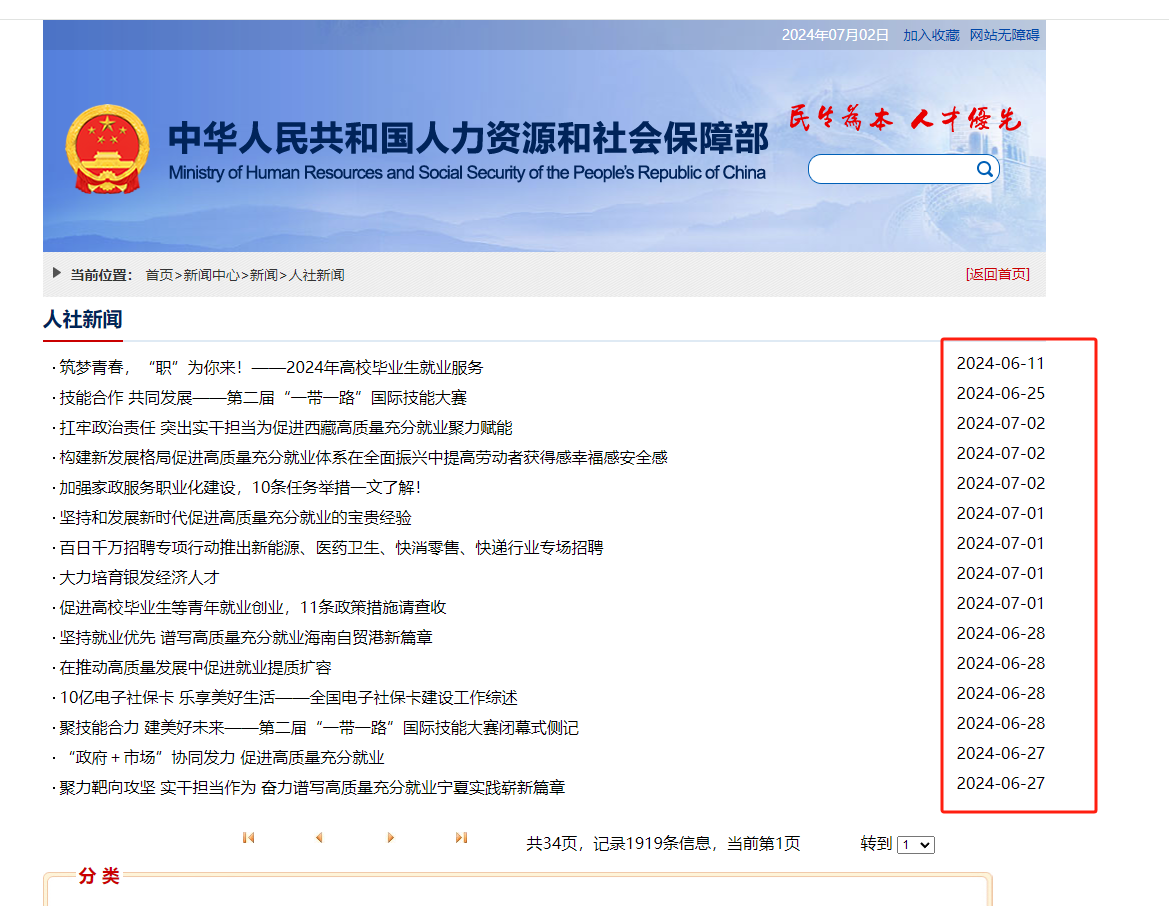 2024年07月02日 加入收藏 网站无障碍
民生為本 人才優先
中华人民共和国人力资源和社会保障部
Ministry of Human Resources and Social Security of the People's Republic of China
当前位置： 首页>新闻中心>新闻>人社新闻 [返回首页]
人社新闻
·筑梦青春，“职”为你来！——2024年高校毕业生就业服务 2024-06-11
·技能合作 共同发展——第二届“一带一路”国际技能大赛 2024-06-25
·扛牢政治责任 突出实干担当为促进西藏高质量充分就业聚力赋能 2024-07-02
·构建新发展格局促进高质量充分就业体系在全面振兴中提高劳动者获得感幸福感安全感 2024-07-02
·加强家政服务职业化建设，10条任务举措一文了解！ 2024-07-02
·坚持和发展新时代促进高质量充分就业的宝贵经验 2024-07-01
·百日千万招聘专项行动推出新能源、医药卫生、快消零售、快递行业专场招聘 2024-07-01
·大力培育银发经济人才 2024-07-01
·促进高校毕业生等青年就业创业，11条政策措施请查收 2024-07-01
·坚持就业优先 谱写高质量充分就业海南自贸港新篇章 2024-06-28
·在推动高质量发展中促进就业提质扩容 2024-06-28
·10亿电子社保卡 乐享美好生活——全国电子社保卡建设工作综述 2024-06-28
·聚技能合力 建美好未来——第二届“一带一路”国际技能大赛闭幕式侧记 2024-06-28
·“政府＋市场”协同发力 促进高质量充分就业 2024-06-27
·聚力靶向攻坚 实干担当作为 奋力谱写高质量充分就业宁夏实践崭新篇章 2024-06-27
共34页，记录1919条信息，当前第1页 转到 1
分 类